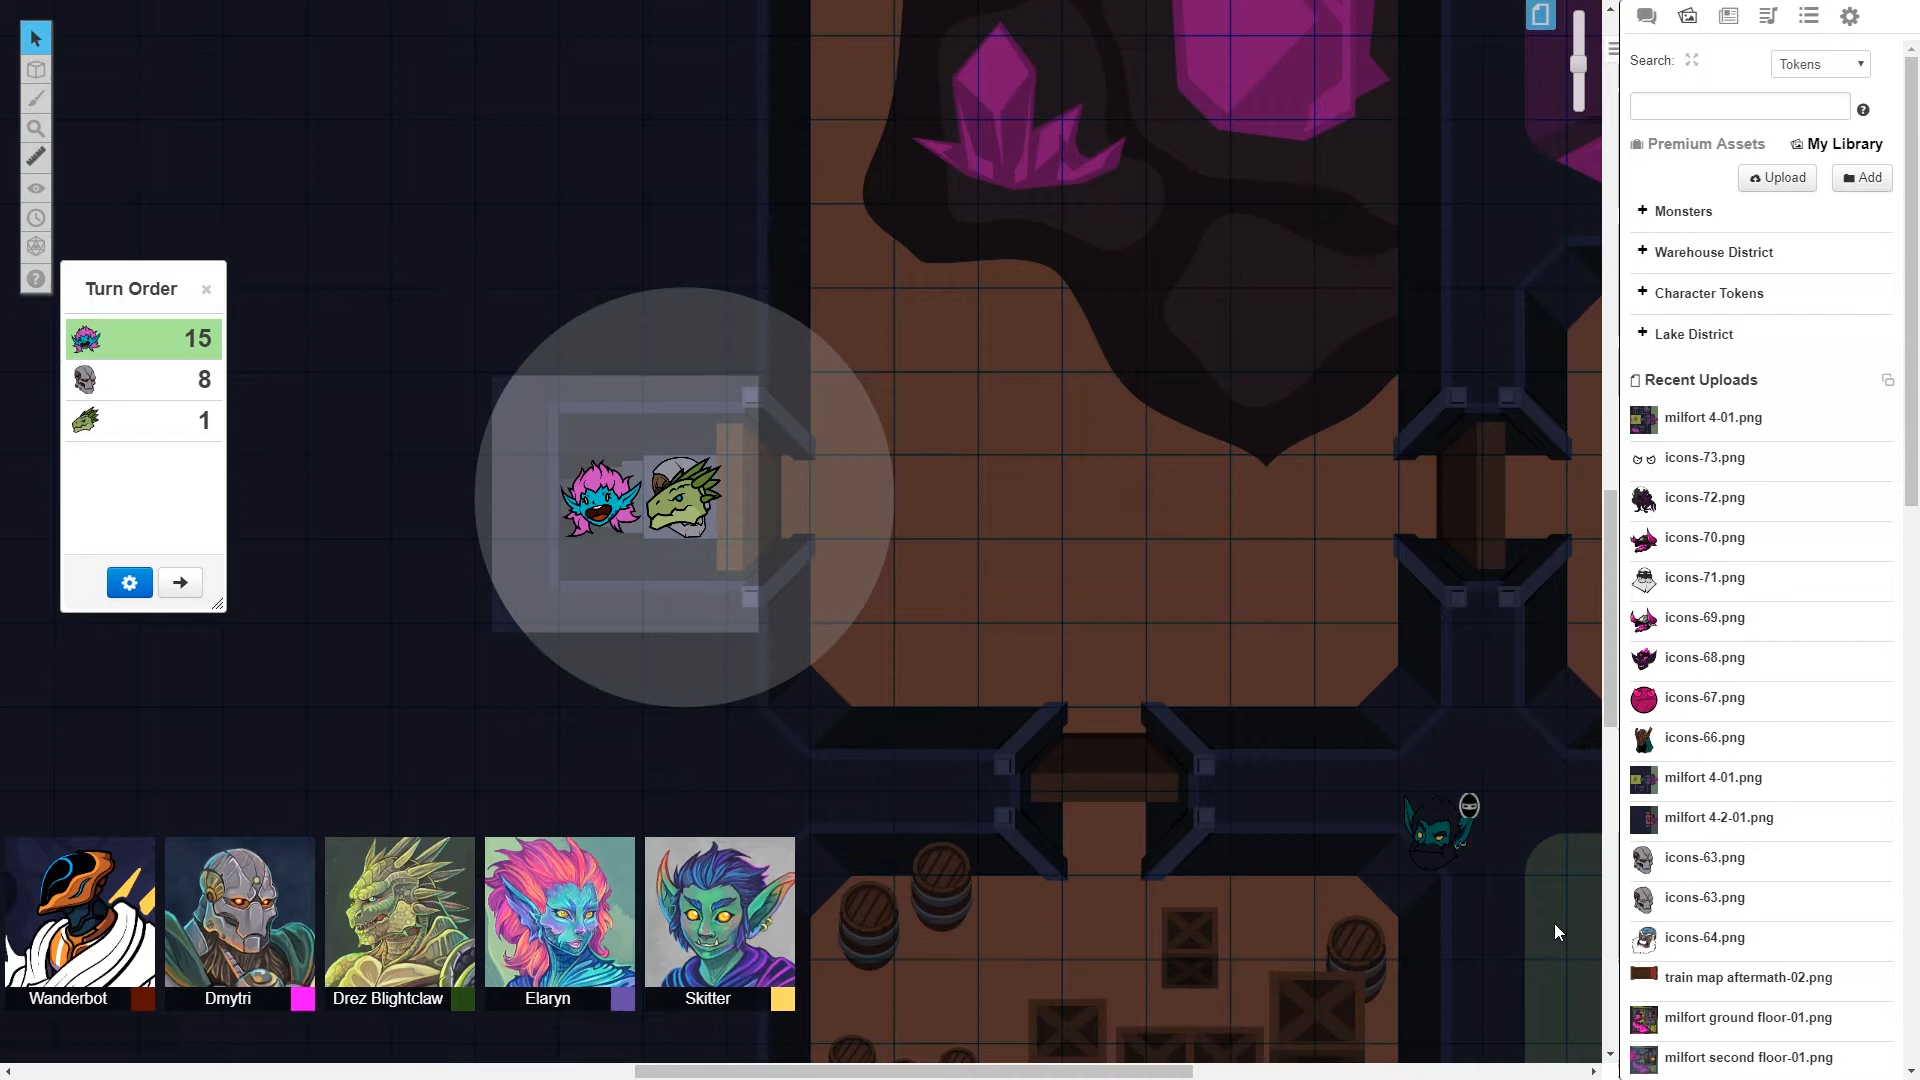 Search:
Tokens
Premium Assets
My Library
Upload
Add
Monsters
Warehouse District
Character Tokens
Lake District
Recent Uploads
milfort 4-01.png
icons-73.png
icons-72.png
icons-70.png
icons-71.png
icons-69.png
icons-68.png
icons-67.png
icons-66.png
milfort 4-01.png
milfort 4-2-01.png
icons-63.png
icons-63.png
icons-64.png
train map aftermath-02.png
milfort ground floor-01.png
milfort second floor-01.png
Turn Order
15
8
1
Wanderbot
Dmytri
Drez Blightclaw
Elaryn
Skitter